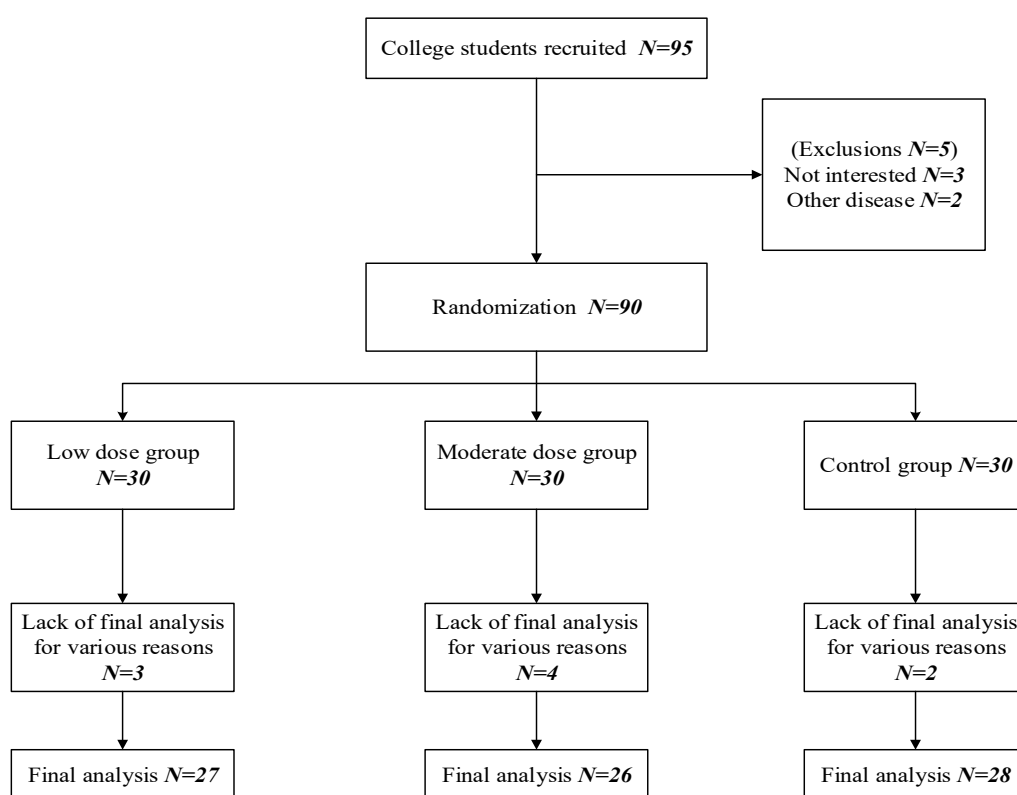 College students recruited N=95
(Exclusions N=5)
Not interested N=3
Other disease N=2
Randomization N=90
Low dose group
N=30
Moderate dose group
N=30
Control group N=30
Lack of final analysis
for various reasons
N=3
Lack of final analysis
for various reasons
N=4
Lack of final analysis
for various reasons
N=2
Final analysis N=27
Final analysis N=26
Final analysis N=28